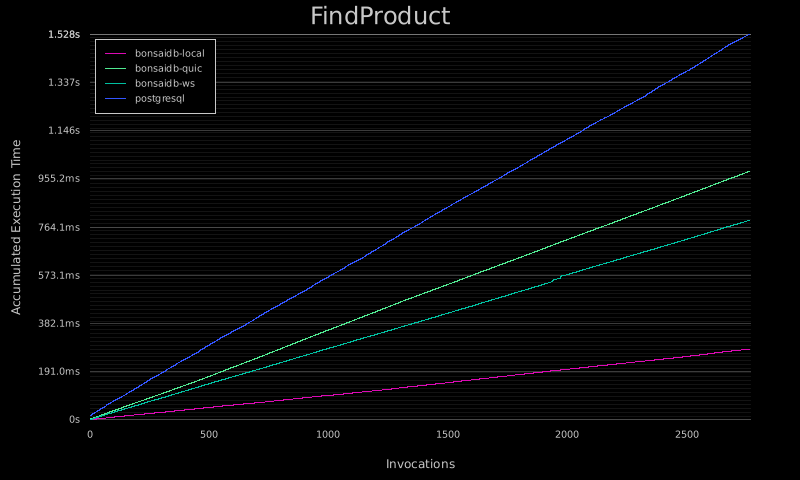 FindProduct
1.528s
1.337s
1.146s
955.2ms
764.1ms
573.1ms
382.1ms
191.0ms
0s
bonsaidb-local
bonsaidb-quic
bonsaidb-ws
postgresql
Accumulated Execution Time
0 500 1000 1500 2000 2500
Invocations